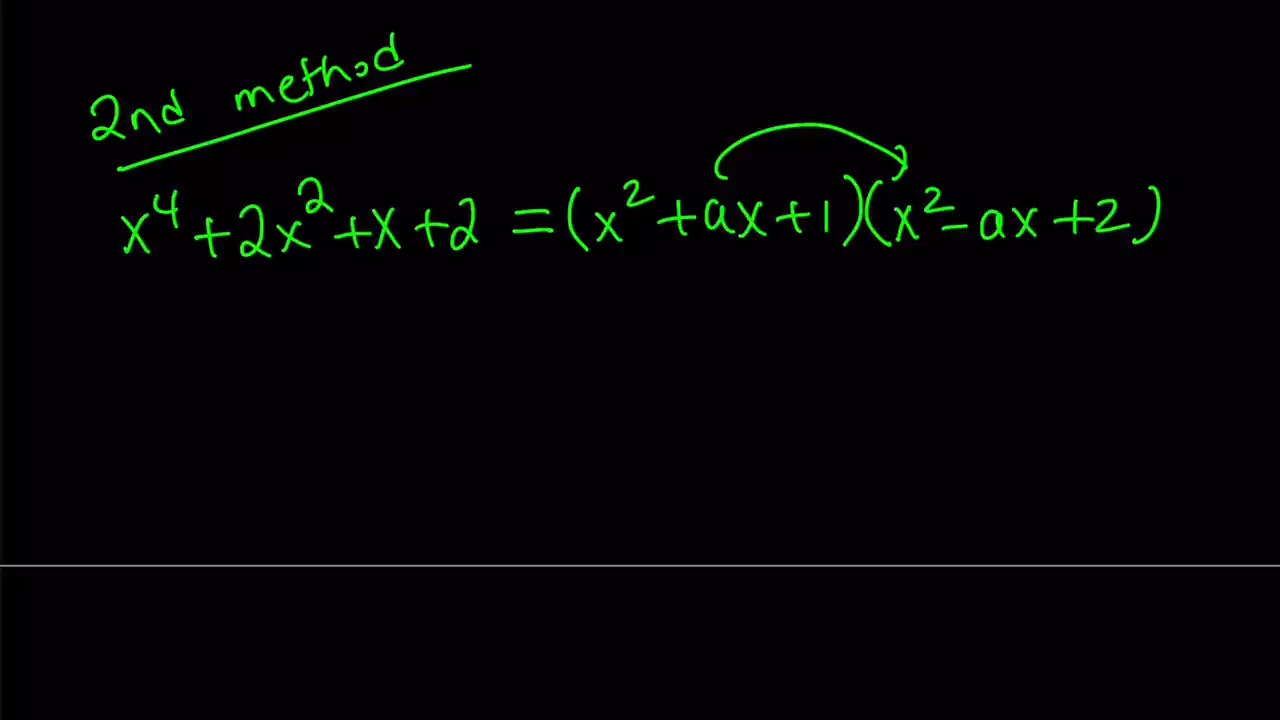 2nd method
x⁴+2x²+x+2 = (x²+ax+1)(x²-ax+2)